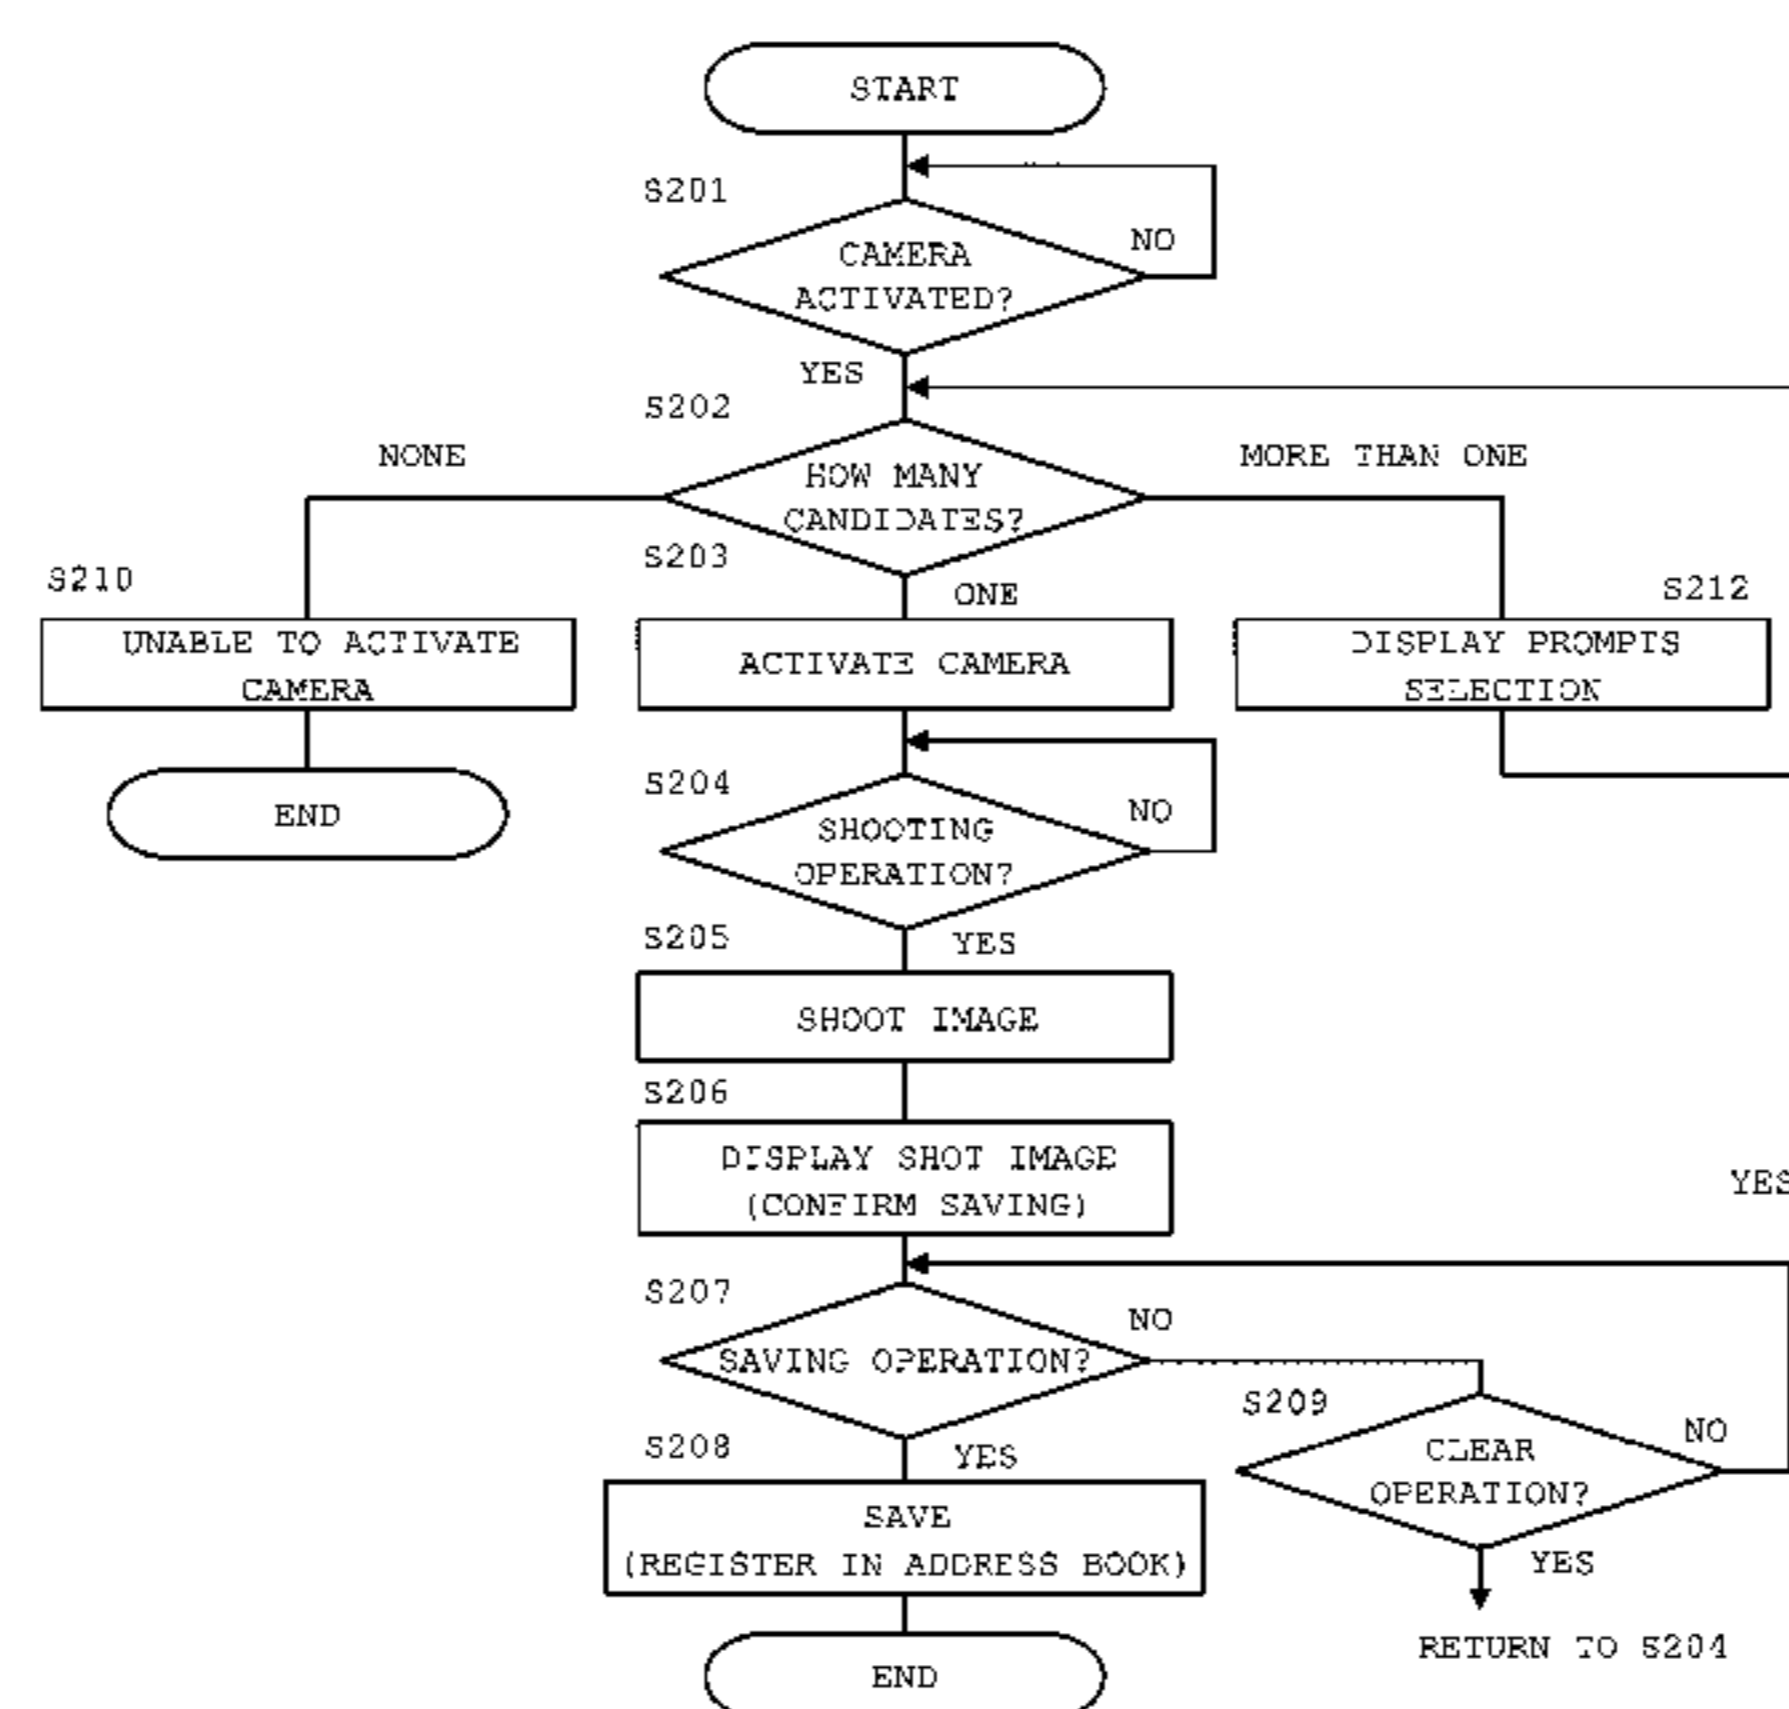 START
S201
NO
CAMERA
ACTIVATED?
YES
S202
NONE
MORE THAN ONE
HOW MANY
CANDIDATES?
S203
ONE
S210
S212
UNABLE TO ACTIVATE
CAMERA
ACTIVATE CAMERA
DISPLAY PROMPTS
SELECTION
S204
NO
END
SHOOTING
OPERATION?
S205
YES
SHOOT IMAGE
S206
DISPLAY SHOT IMAGE
(CONFIRM SAVING)
YES
S207
NO
SAVING OPERATION?
S209
NO
S208
YES
CLEAR
OPERATION?
SAVE
(REGISTER IN ADDRESS BOOK)
YES
RETURN TO S204
END